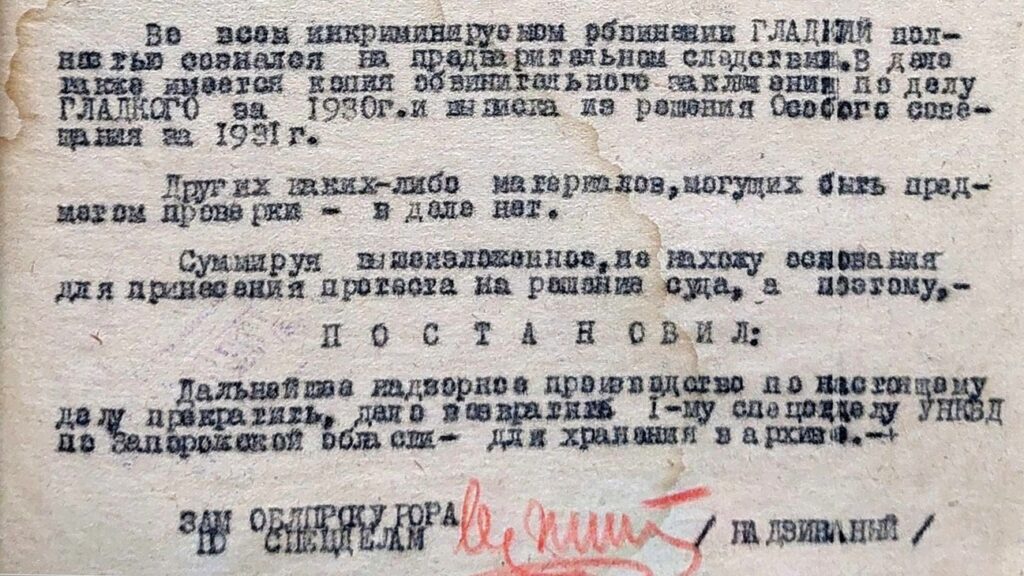 Во всем инкриминируемом обвинении ГЛАДКИЙ пол-
ностью сознался на предварительном следствии. В деле
также имеется копия обвинительного заключения по делу
ГЛАДКОГО за 1930г. и выписка из решения Особого сове-
щания за 1931г.
Других каких-либо материалов, могущих быть пред-
метом проверки - в деле нет.
Суммируя вышеизложенное, не нахожу основания
для принесения протеста на решение суда, а поэтому,-
П О С Т А Н О В И Л:
Дальнейшее надзорное производство по настоящему
делу прекратить, дело возвратить 1-му спецотделу УНКВД
по Запорожской области- для хранения в архиве.-
ЗАМ ОБЛПРОКУРОРА
ПО СПЕЦДЕЛАМ / НАДЗИВАНИЙ /